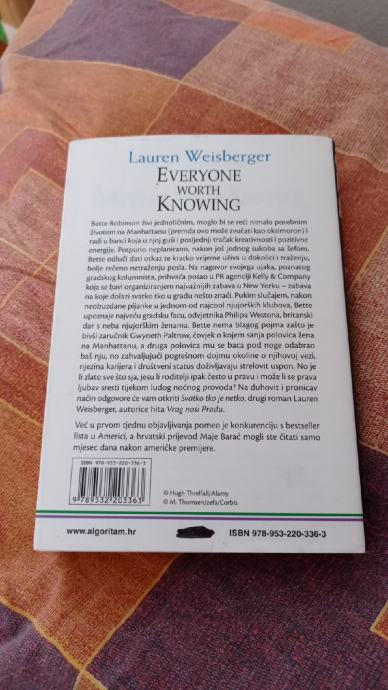 Lauren Weisberger
EVERYONE
WORTH
KNOWING
Bette Robinson živi jednoličnim, moglo bi se reći nimalo posebnim
životom na Manhattanu (premda ovo može zvučati kao oksimoron) i
radi u banci koja u njoj guši i posljednji tračak kreativnosti i pozitivne
energije. Potpuno neplanirano, nakon još jednog sukoba sa šefom,
Bette odluči dati otkaz te kratko vrijeme uživa u dokolici i traženju,
bolje rečeno netraženju posla. Na nagovor svojega ujaka, poznatog
gradskog kolumnista, prihvaća posao u PR agenciji Kelly & Company
koja se bavi organiziranjem najvažnijih zabava u New Yorku – zabava
na koje dolazi svatko tko u gradu nešto znači. Pukim slučajem, nakon
neobuzdane pijanke u jednom od najcool njujorških klubova, Bette
upoznaje najveću gradsku facu, odvjetnika Philipa Westona, britanski
dar s neba njujorškim ženama. Bette nema blagog pojma zašto je
bivši zaručnik Gwyneth Paltrow, čovjek o kojem sanja polovica žena
na Manhattanu, a druga polovica mu se baca pod noge odabrao
baš nju, no zahvaljujući pogrešnom dojmu okoline o njihovoj vezi,
njezina karijera i društveni status doživljavaju strelovit uspon. No je
li zlato sve što sja, jesu li roditelji ipak često u pravu i može li se prava
ljubav sresti tijekom ludog noćnog provoda? Na duhovit i pronicav
način odgovore će vam otkriti Svatko tko je netko, drugi roman Lauren
Weisberger, autorice hita Vrag nosi Pradu.
Već u prvom tjednu objavljivanja pomeo je konkurenciju s bestseller
lista u Americi, a hrvatski prijevod Maje Barać mogli ste čitati samo
mjesec dana nakon američke premijere.
ISBN 978-953-220-336-3
9 789532 203363
© Hugh Threlfall/Alamy
© M. Thomsen/zefa/Corbis
www.algoritam.hr
ISBN 978-953-220-336-3